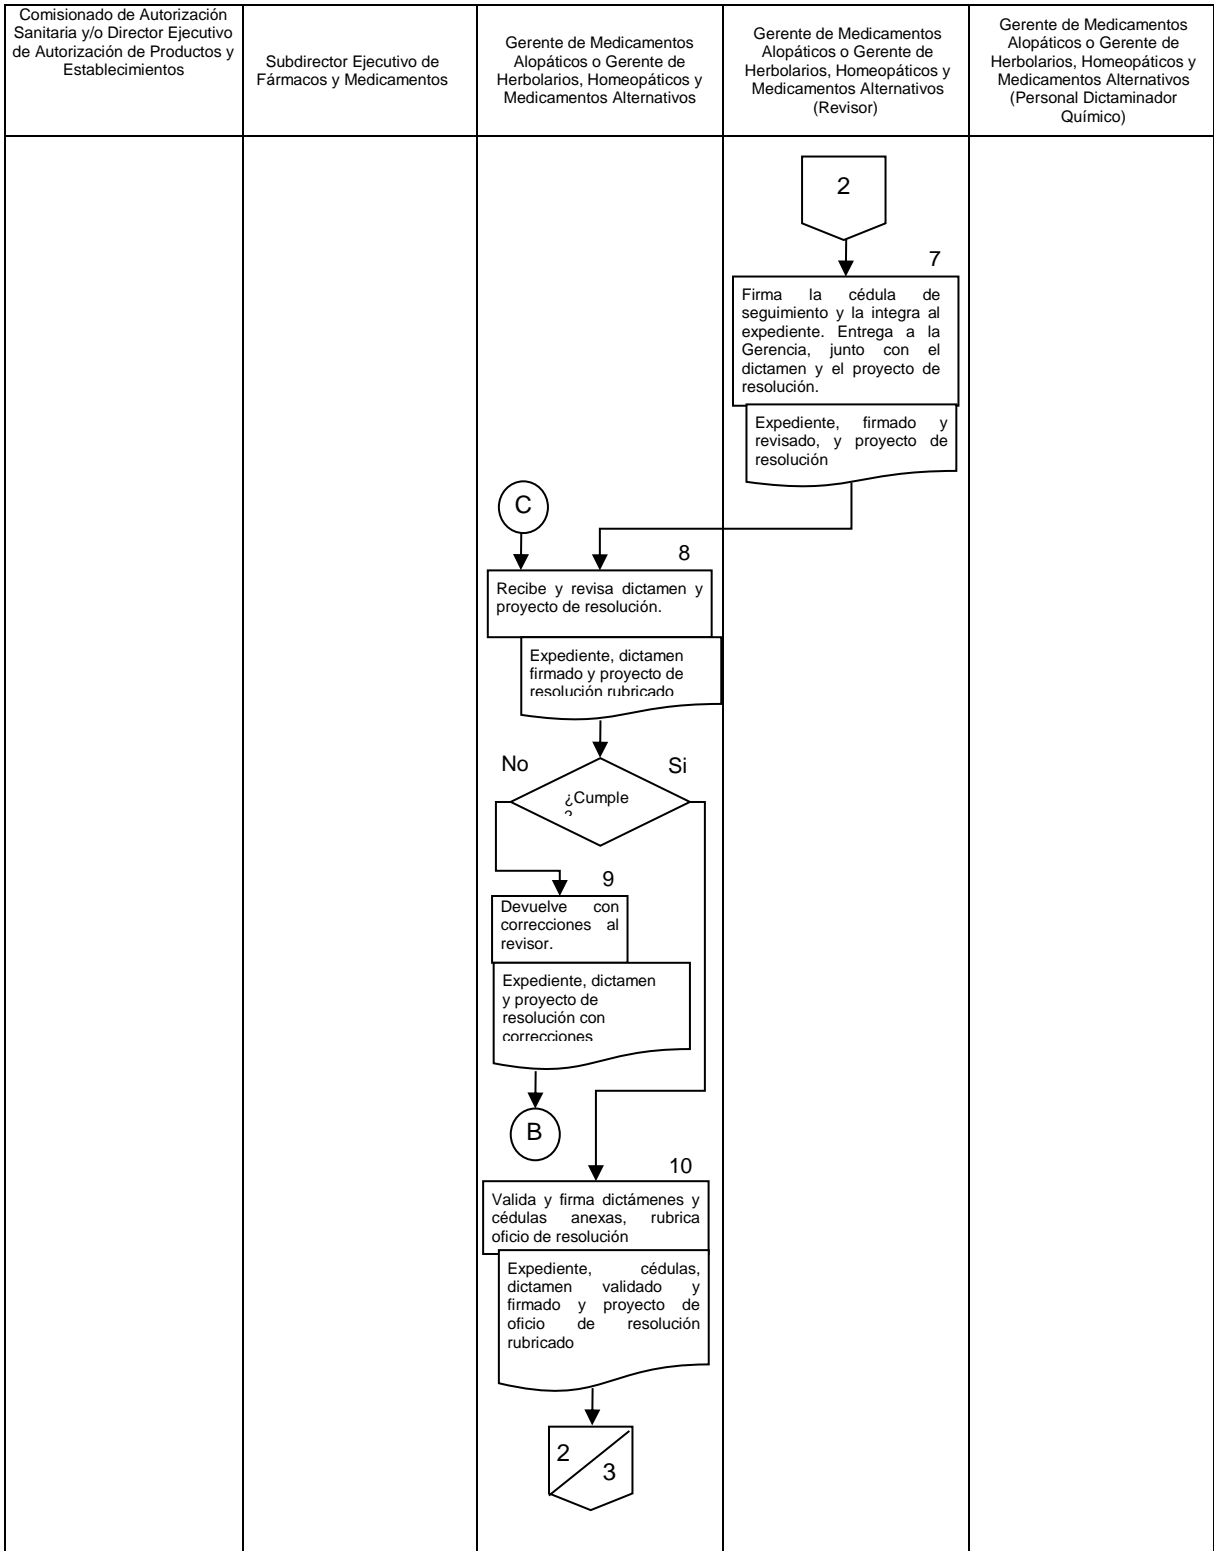 Comisionado de Autorización
Sanitaria y/o Director Ejecutivo
de Autorización de Productos y
Establecimientos
Subdirector Ejecutivo de
Fármacos y Medicamentos
Gerente de Medicamentos
Alopáticos o Gerente de
Herbolarios, Homeopáticos y
Medicamentos Alternativos
Gerente de Medicamentos
Alopáticos o Gerente de
Herbolarios, Homeopáticos y
Medicamentos Alternativos
(Revisor)
Gerente de Medicamentos
Alopáticos o Gerente de
Herbolarios, Homeopáticos y
Medicamentos Alternativos
(Personal Dictaminador
Químico)
2
7
Firma la cédula de
seguimiento y la integra al
expediente. Entrega a la
Gerencia, junto con el
dictamen y el proyecto de
resolución.
Expediente, firmado y
revisado, y proyecto de
resolución
C
8
Recibe y revisa dictamen y
proyecto de resolución.
Expediente, dictamen
firmado y proyecto de
resolución rubricado
No
Si
¿Cumple
?
9
Devuelve con
correcciones al
revisor.
Expediente, dictamen
y proyecto de
resolución con
correcciones
B
10
Valida y firma dictámenes y
cédulas anexas, rubrica
oficio de resolución
Expediente, cédulas,
dictamen validado y
firmado y proyecto de
oficio de resolución
rubricado
2
3